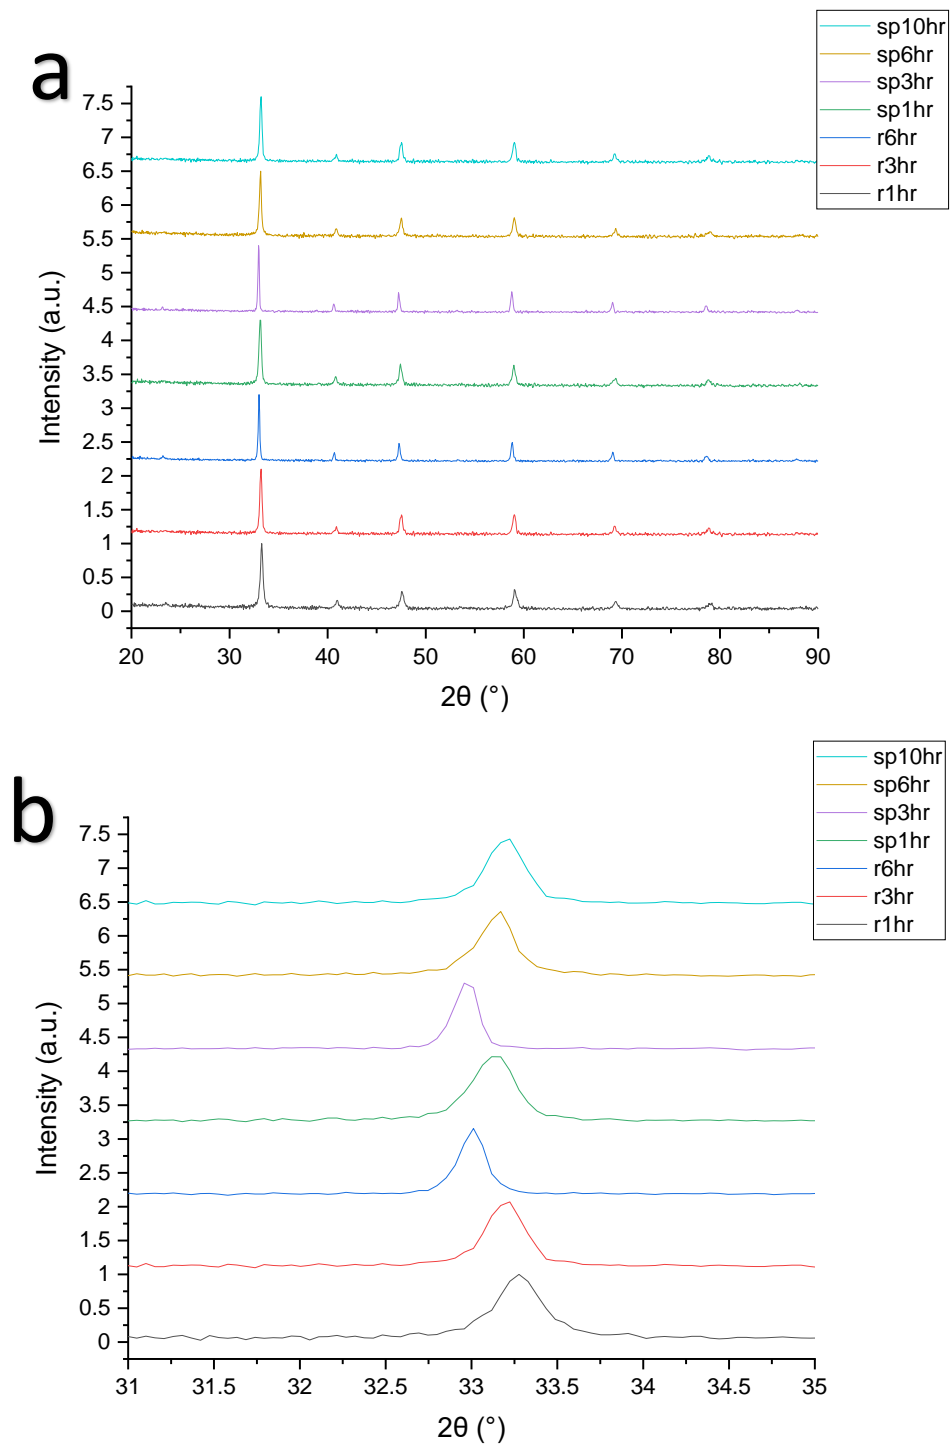 a
sp10hr
sp6hr
sp3hr
sp1hr
r6hr
r3hr
r1hr
7.5
7
6.5
6
5.5
5
4.5
4
3.5
3
2.5
2
1.5
1
0.5
0
Intensity (a.u.)
20 30 40 50 60 70 80 90
2θ (°)
b
sp10hr
sp6hr
sp3hr
sp1hr
r6hr
r3hr
r1hr
7.5
7
6.5
6
5.5
5
4.5
4
3.5
3
2.5
2
1.5
1
0.5
0
Intensity (a.u.)
31 31.5 32 32.5 33 33.5 34 34.5 35
2θ (°)